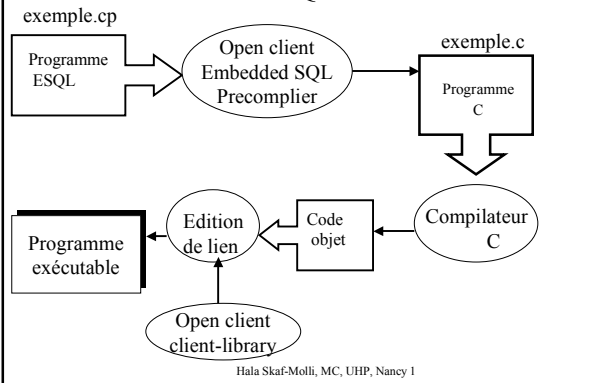 exemple.cp
Programme
ESQL
Open client
Embedded SQL
Precomplier
exemple.c
Programme
C
Compilateur
C
Code
objet
Edition
de lien
Programme
exécutable
Open client
client-library
Hala Skaf-Molli, MC, UHP, Nancy 1